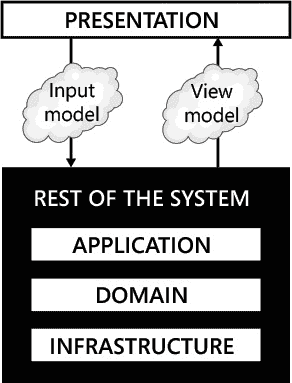 PRESENTATION
Input
model
View
model
REST OF THE SYSTEM
APPLICATION
DOMAIN
INFRASTRUCTURE